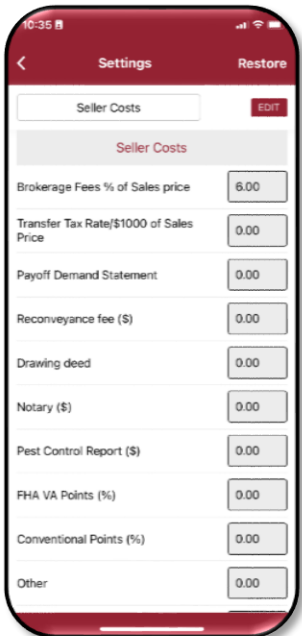 10:35
Settings
Restore
Seller Costs
EDIT
Seller Costs
Brokerage Fees % of Sales price
6.00
Transfer Tax Rate/$1000 of Sales
Price
0.00
Payoff Demand Statement
0.00
Reconveyance fee ($)
0.00
Drawing deed
0.00
Notary ($)
0.00
Pest Control Report ($)
0.00
FHA VA Points (%)
0.00
Conventional Points (%)
0.00
Other
0.00